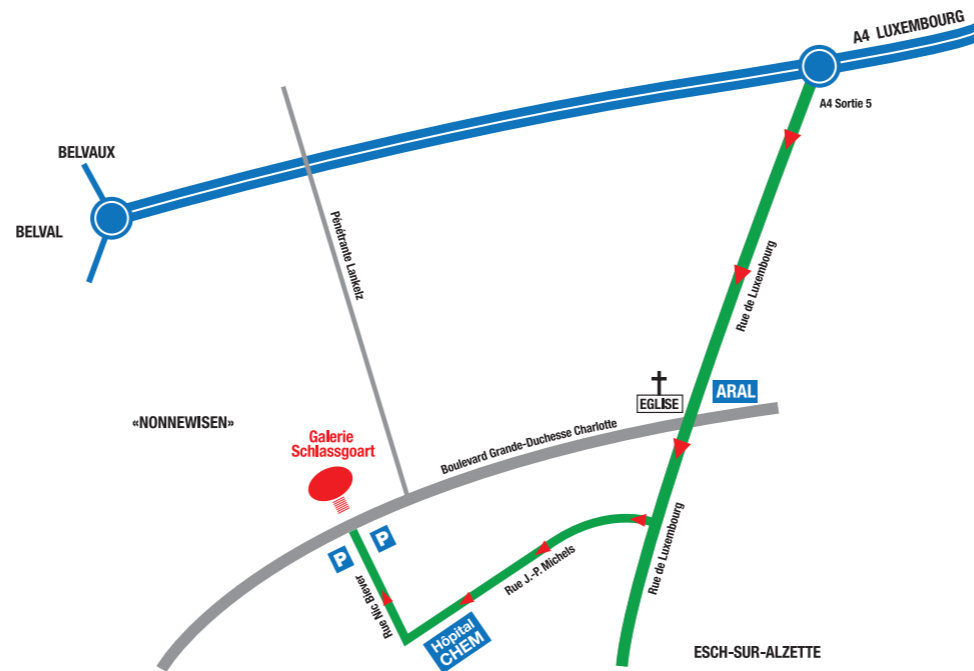 A4 LUXEMBOURG
A4 Sortie 5
BELVAUX
BELVAL
Pénétrante Lankelz
Rue de Luxembourg
ARAL
EGLISE
«NONNEWISEN»
Galerie
Schlassgoart
Boulevard Grande-Duchesse Charlotte
P
P
Rue Nic Biever
Rue J.-P. Michels
Rue de Luxembourg
Hôpital
CHEM
ESCH-SUR-ALZETTE